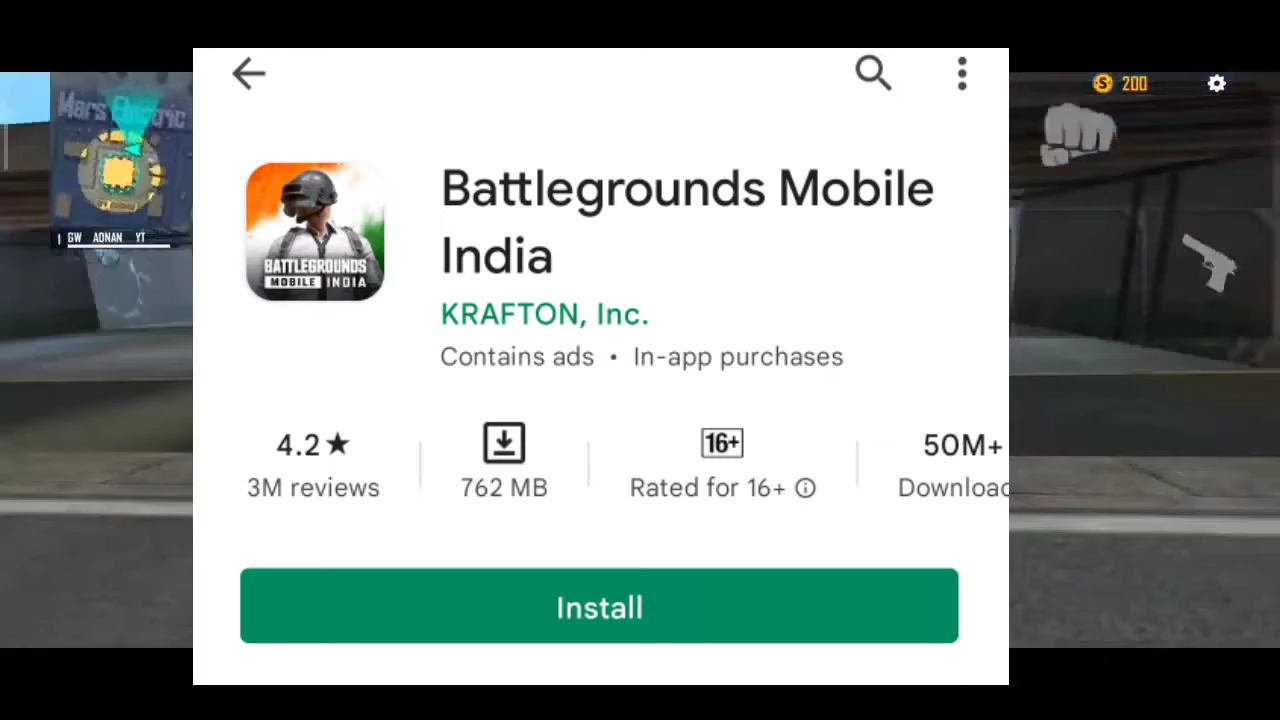 Mars Electric
GW ADNAN YT
200
Battlegrounds Mobile
India
BATTLEGROUNDS
MOBILE INDIA
KRAFTON, Inc.
Contains ads • In-app purchases
4.2★
3M reviews
762 MB
16+
Rated for 16+
50M+
Downloac
Install